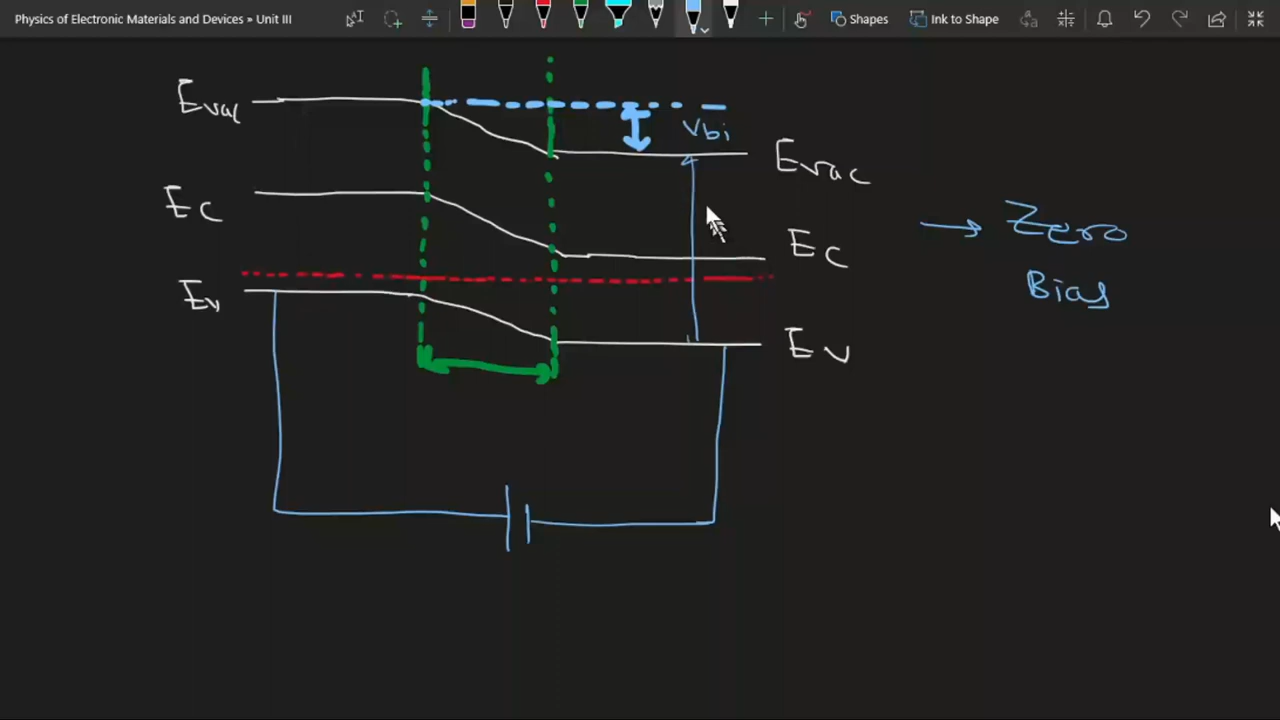 Physics of Electronic Materials and Devices » Unit III
Shapes
Ink to Shape
Evac
Vbi
Evac
Ec
Zero
Bias
Ec
Ev
Ev